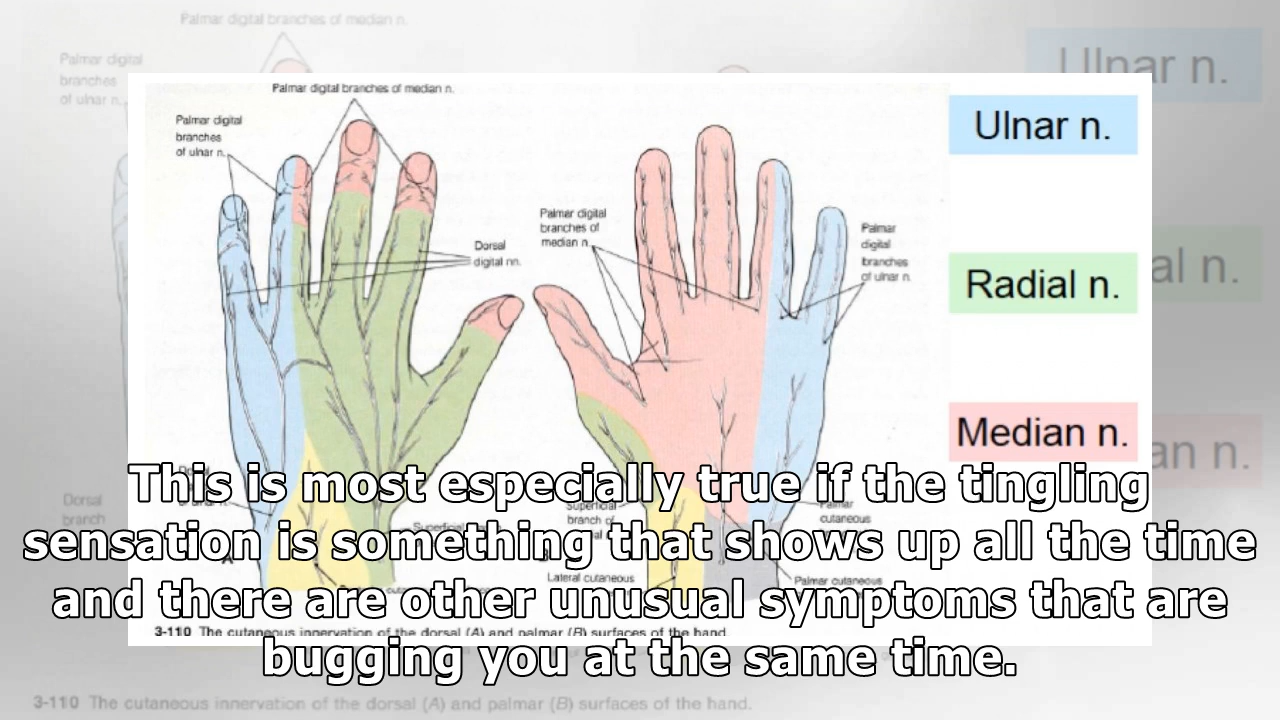 Palmar digital branches of median n.
Palmar digital
branches
of ulnar n.
Ulnar n.
Palmar digital branches of median n.
Palmar digital
branches
of ulnar n.
Ulnar n.
Palmar digital
branches of
median n.
Palmar
digital
branches
of ulnar n.
Dorsal
digital nn.
Radial n.
al n.
Median n.
an n.
This is most especially true if the tingling
Dorsal
branch
Superficial
branch of
Palmar
cutaneous
sensation is something that shows up all the time
A
Lateral cutaneous
Palmar cutaneous
and there are other unusual symptoms that are
3-110 The cutaneous innervation of the dorsal (A) and palmar (B) surfaces of the hand.
bugging you at the same time.
3-110 The cutaneous innervation of the dorsal (A) and palmar (B) surfaces of the hand.